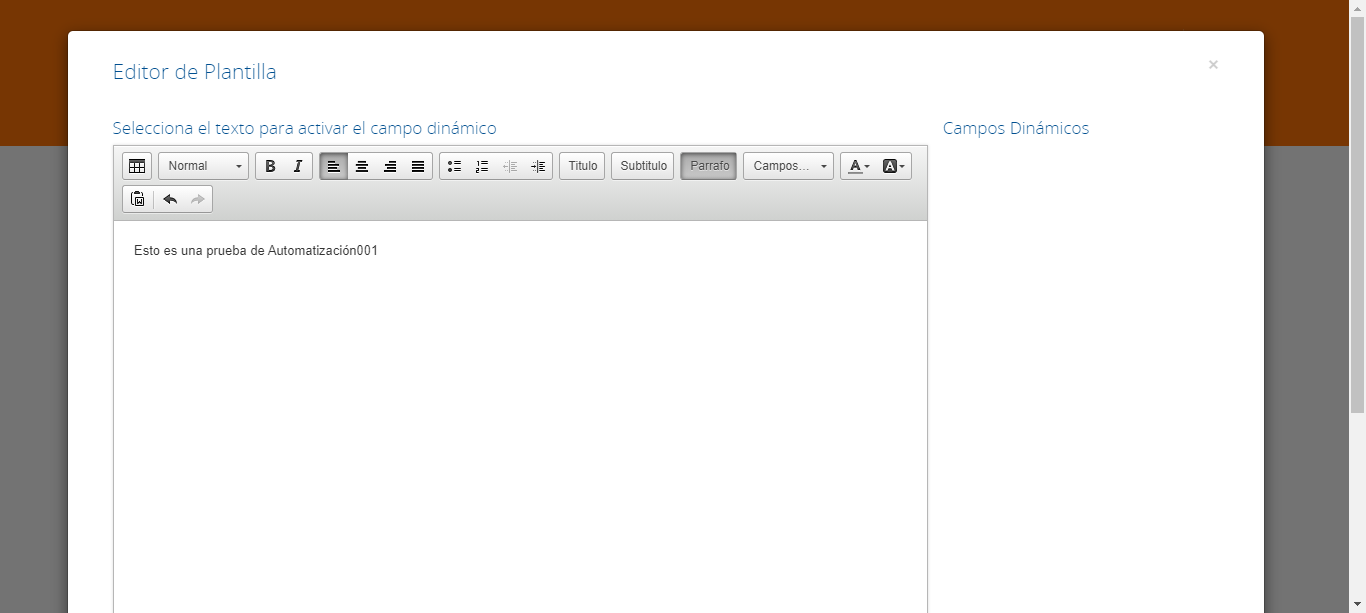 Editor de Plantilla
×
Selecciona el texto para activar el campo dinámico
Campos Dinámicos
Normal B I Titulo Subtitulo Parrafo Campos... A A
Esto es una prueba de Automatización001